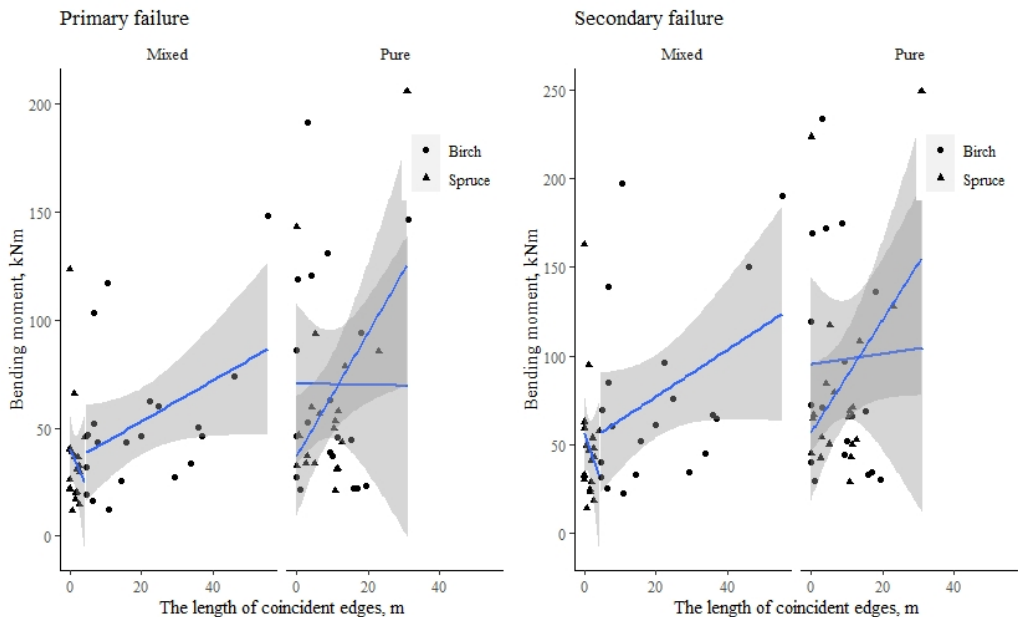 Primary failure
Mixed
Pure
Bending moment, kNm
200
150
100
50
0
0
20
40
0
20
40
The length of coincident edges, m
Birch
Spruce
Secondary failure
Mixed
Pure
Bending moment, kNm
250
200
150
100
50
0
0
20
40
0
20
40
The length of coincident edges, m
Birch
Spruce